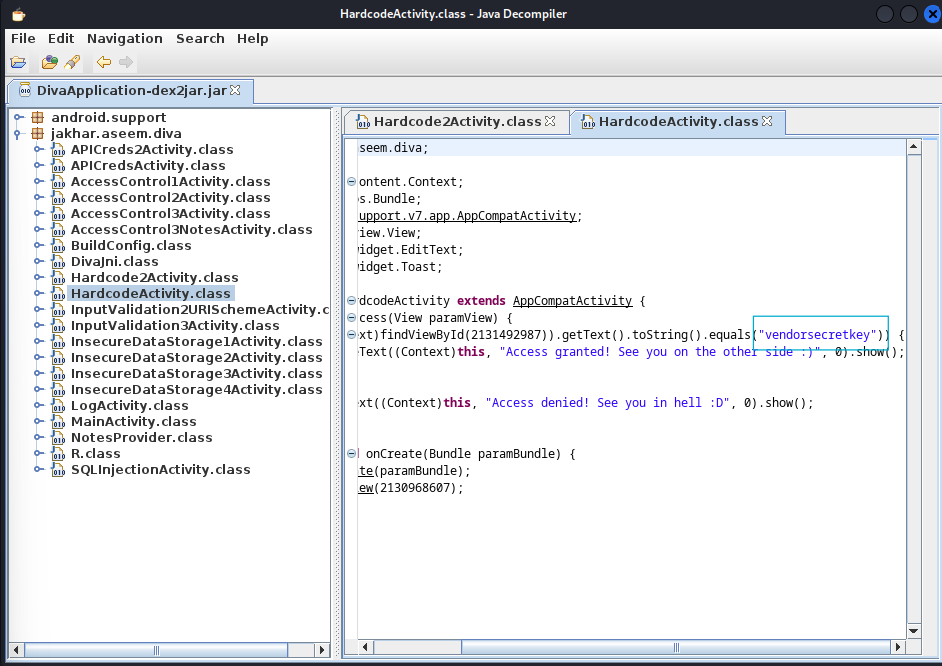 HardcodeActivity.class - Java Decompiler
File Edit Navigation Search Help
DivaApplication-dex2jar.jar
android.support
jakhar.aseem.diva
APICreds2Activity.class
APICredsActivity.class
AccessControl1Activity.class
AccessControl2Activity.class
AccessControl3Activity.class
AccessControl3NotesActivity.class
BuildConfig.class
DivaJni.class
Hardcode2Activity.class
HardcodeActivity.class
InputValidation2URISchemeActivity.c
InputValidation3Activity.class
InsecureDataStorage1Activity.class
InsecureDataStorage2Activity.class
InsecureDataStorage3Activity.class
InsecureDataStorage4Activity.class
LogActivity.class
MainActivity.class
NotesProvider.class
R.class
SQLInjectionActivity.class
Hardcode2Activity.class HardcodeActivity.class
seem.diva;
ontent.Context;
s.Bundle;
upport.v7.app.AppCompatActivity;
iew.View;
idget.EditText;
idget.Toast;
rdcodeActivity extends AppCompatActivity {
cess(View paramView) {
xt)findViewById(2131492987)).getText().toString().equals("vendorsecretkey")) {
Text((Context)this, "Access granted! See you on the other side :)", 0).show();
xt((Context)this, "Access denied! See you in hell :D", 0).show();
onCreate(Bundle paramBundle) {
te(paramBundle);
ew(2130968607);